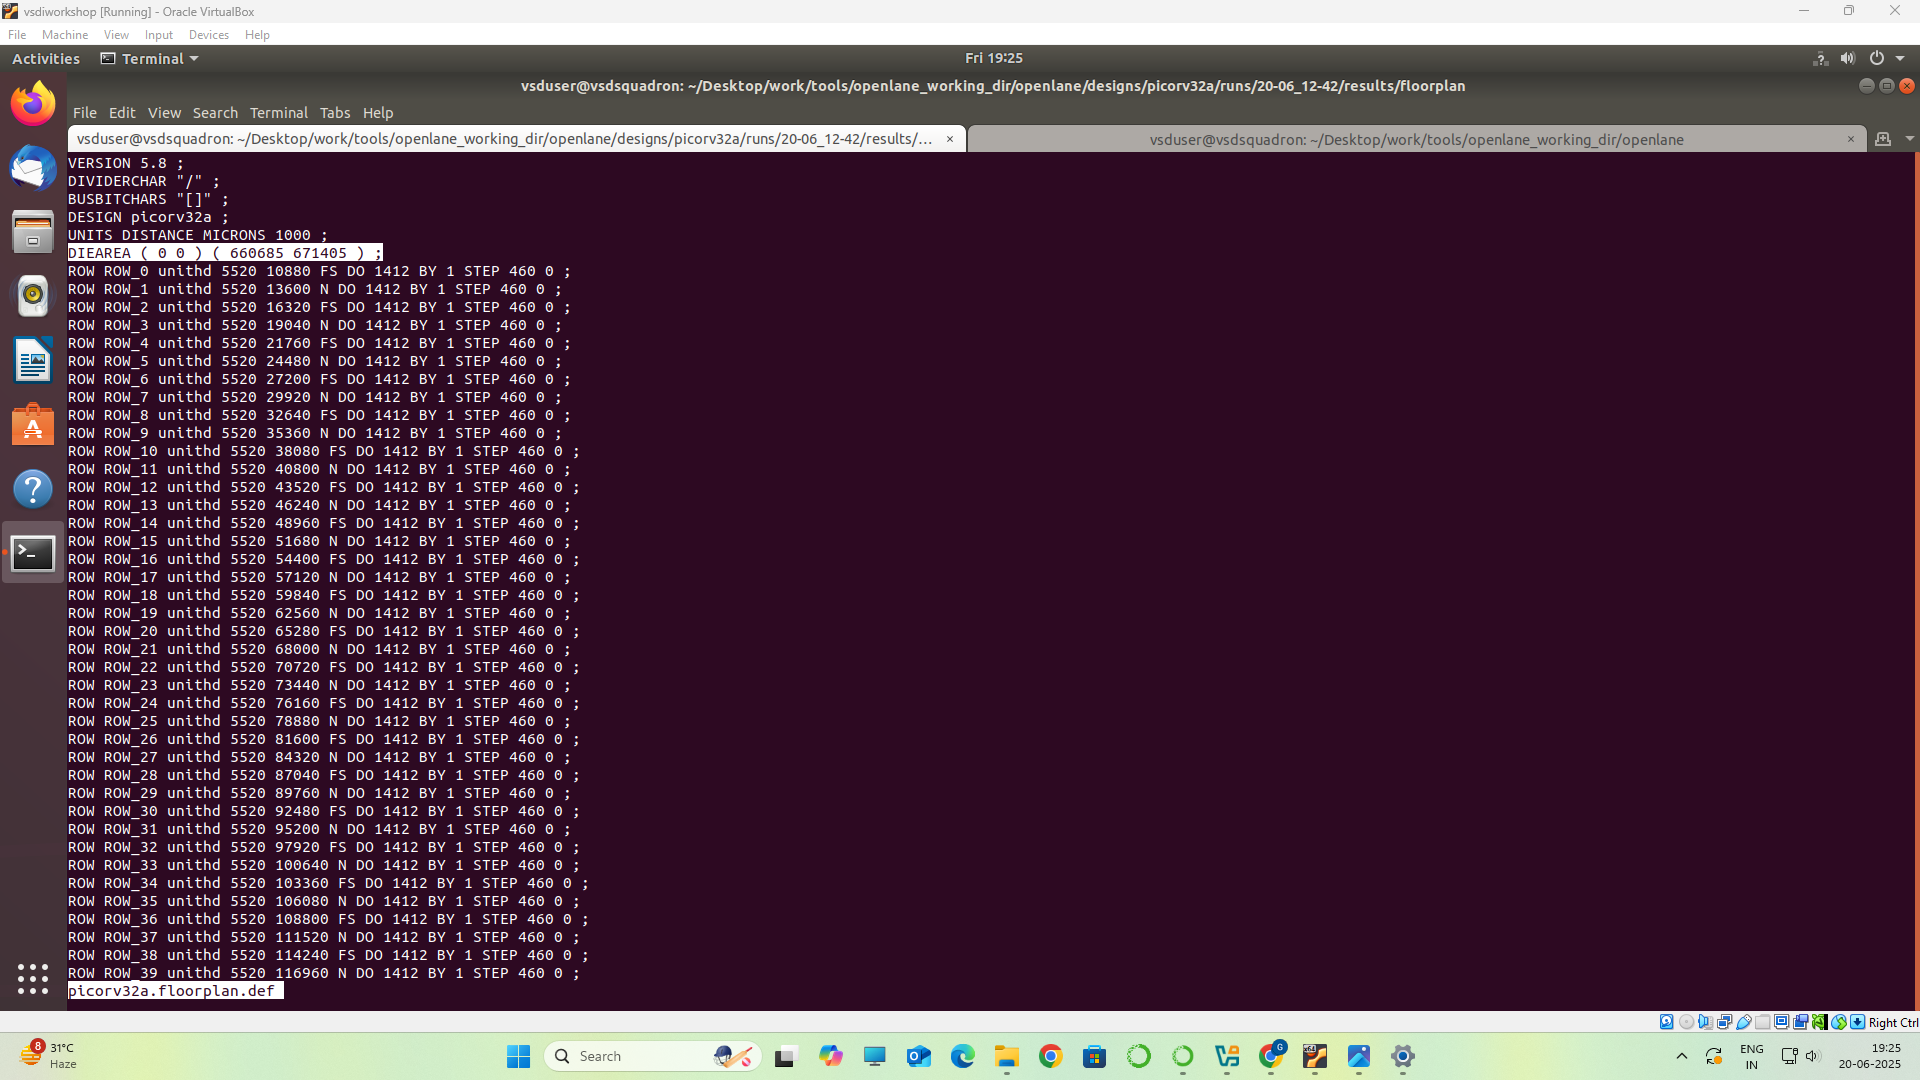 vsdiworkshop [Running] - Oracle VirtualBox
File Machine View Input Devices Help
Activities Terminal Fri 19:25
vsduser@vsdsquadron: ~/Desktop/work/tools/openlane_working_dir/openlane/designs/picorv32a/runs/20-06_12-42/results/floorplan
File Edit View Search Terminal Tabs Help
vsduser@vsdsquadron: ~/Desktop/work/tools/openlane_working_dir/openlane/designs/picorv32a/runs/20-06_12-42/results/... × vsduser@vsdsquadron: ~/Desktop/work/tools/openlane_working_dir/openlane ×
VERSION 5.8 ;
DIVIDERCHAR "/" ;
BUSBITCHARS "[]" ;
DESIGN picorv32a ;
UNITS DISTANCE MICRONS 1000 ;
DIEAREA ( 0 0 ) ( 660685 671405 ) ;
ROW ROW_0 unithd 5520 10880 FS DO 1412 BY 1 STEP 460 0 ;
ROW ROW_1 unithd 5520 13600 N DO 1412 BY 1 STEP 460 0 ;
ROW ROW_2 unithd 5520 16320 FS DO 1412 BY 1 STEP 460 0 ;
ROW ROW_3 unithd 5520 19040 N DO 1412 BY 1 STEP 460 0 ;
ROW ROW_4 unithd 5520 21760 FS DO 1412 BY 1 STEP 460 0 ;
ROW ROW_5 unithd 5520 24480 N DO 1412 BY 1 STEP 460 0 ;
ROW ROW_6 unithd 5520 27200 FS DO 1412 BY 1 STEP 460 0 ;
ROW ROW_7 unithd 5520 29920 N DO 1412 BY 1 STEP 460 0 ;
ROW ROW_8 unithd 5520 32640 FS DO 1412 BY 1 STEP 460 0 ;
ROW ROW_9 unithd 5520 35360 N DO 1412 BY 1 STEP 460 0 ;
ROW ROW_10 unithd 5520 38080 FS DO 1412 BY 1 STEP 460 0 ;
ROW ROW_11 unithd 5520 40800 N DO 1412 BY 1 STEP 460 0 ;
ROW ROW_12 unithd 5520 43520 FS DO 1412 BY 1 STEP 460 0 ;
ROW ROW_13 unithd 5520 46240 N DO 1412 BY 1 STEP 460 0 ;
ROW ROW_14 unithd 5520 48960 FS DO 1412 BY 1 STEP 460 0 ;
ROW ROW_15 unithd 5520 51680 N DO 1412 BY 1 STEP 460 0 ;
ROW ROW_16 unithd 5520 54400 FS DO 1412 BY 1 STEP 460 0 ;
ROW ROW_17 unithd 5520 57120 N DO 1412 BY 1 STEP 460 0 ;
ROW ROW_18 unithd 5520 59840 FS DO 1412 BY 1 STEP 460 0 ;
ROW ROW_19 unithd 5520 62560 N DO 1412 BY 1 STEP 460 0 ;
ROW ROW_20 unithd 5520 65280 FS DO 1412 BY 1 STEP 460 0 ;
ROW ROW_21 unithd 5520 68000 N DO 1412 BY 1 STEP 460 0 ;
ROW ROW_22 unithd 5520 70720 FS DO 1412 BY 1 STEP 460 0 ;
ROW ROW_23 unithd 5520 73440 N DO 1412 BY 1 STEP 460 0 ;
ROW ROW_24 unithd 5520 76160 FS DO 1412 BY 1 STEP 460 0 ;
ROW ROW_25 unithd 5520 78880 N DO 1412 BY 1 STEP 460 0 ;
ROW ROW_26 unithd 5520 81600 FS DO 1412 BY 1 STEP 460 0 ;
ROW ROW_27 unithd 5520 84320 N DO 1412 BY 1 STEP 460 0 ;
ROW ROW_28 unithd 5520 87040 FS DO 1412 BY 1 STEP 460 0 ;
ROW ROW_29 unithd 5520 89760 N DO 1412 BY 1 STEP 460 0 ;
ROW ROW_30 unithd 5520 92480 FS DO 1412 BY 1 STEP 460 0 ;
ROW ROW_31 unithd 5520 95200 N DO 1412 BY 1 STEP 460 0 ;
ROW ROW_32 unithd 5520 97920 FS DO 1412 BY 1 STEP 460 0 ;
ROW ROW_33 unithd 5520 100640 N DO 1412 BY 1 STEP 460 0 ;
ROW ROW_34 unithd 5520 103360 FS DO 1412 BY 1 STEP 460 0 ;
ROW ROW_35 unithd 5520 106080 N DO 1412 BY 1 STEP 460 0 ;
ROW ROW_36 unithd 5520 108800 FS DO 1412 BY 1 STEP 460 0 ;
ROW ROW_37 unithd 5520 111520 N DO 1412 BY 1 STEP 460 0 ;
ROW ROW_38 unithd 5520 114240 FS DO 1412 BY 1 STEP 460 0 ;
ROW ROW_39 unithd 5520 116960 N DO 1412 BY 1 STEP 460 0 ;
picorv32a.floorplan.def
Right Ctrl
8 31°C
Haze
Search
G
ENG
IN
19:25
20-06-2025